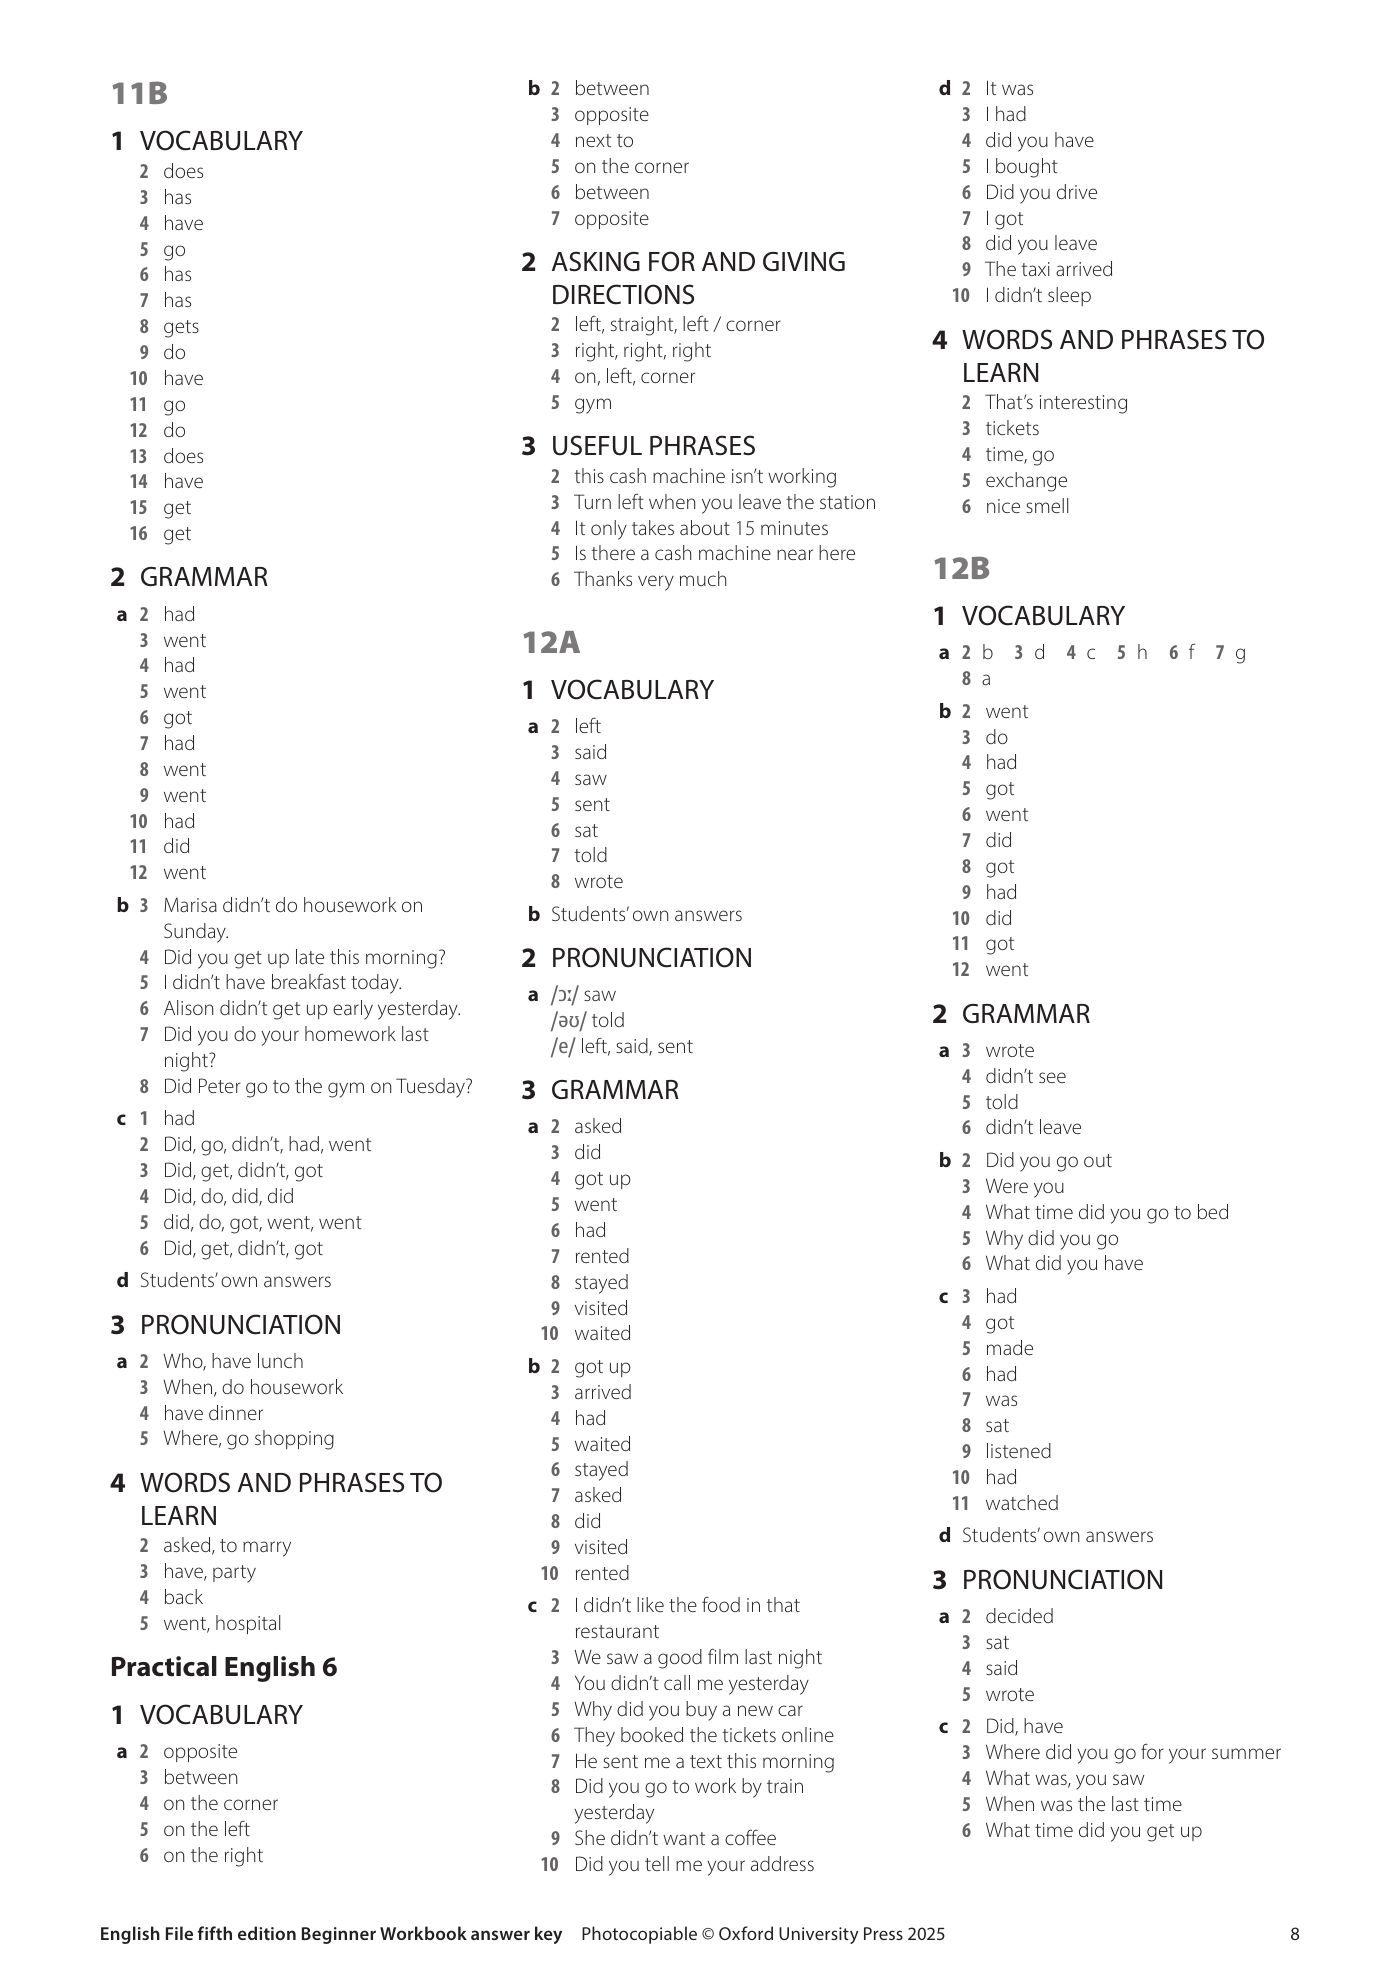 11B
1 VOCABULARY
2 does
3 has
4 have
5 go
6 has
7 has
8 gets
9 do
10 have
11 go
12 do
13 does
14 have
15 get
16 get
2 GRAMMAR
a 2 had
3 went
4 had
5 went
6 got
7 had
8 went
9 went
10 had
11 did
12 went
b 3 Marisa didn’t do housework on
Sunday.
4 Did you get up late this morning?
5 I didn’t have breakfast today.
6 Alison didn’t get up early yesterday.
7 Did you do your homework last
night?
8 Did Peter go to the gym on Tuesday?
c 1 had
2 Did, go, didn’t, had, went
3 Did, get, didn’t, got
4 Did, do, did, did
5 did, do, got, went, went
6 Did, get, didn’t, got
d Students’ own answers
3 PRONUNCIATION
a 2 Who, have lunch
3 When, do housework
4 have dinner
5 Where, go shopping
4 WORDS AND PHRASES TO
LEARN
2 asked, to marry
3 have, party
4 back
5 went, hospital
Practical English 6
1 VOCABULARY
a 2 opposite
3 between
4 on the corner
5 on the left
6 on the right
b 2 between
3 opposite
4 next to
5 on the corner
6 between
7 opposite
2 ASKING FOR AND GIVING
DIRECTIONS
2 left, straight, left / corner
3 right, right, right
4 on, left, corner
5 gym
3 USEFUL PHRASES
2 this cash machine isn’t working
3 Turn left when you leave the station
4 It only takes about 15 minutes
5 Is there a cash machine near here
6 Thanks very much
12A
1 VOCABULARY
a 2 left
3 said
4 saw
5 sent
6 sat
7 told
8 wrote
b Students’ own answers
2 PRONUNCIATION
a /ɔː/ saw
/əʊ/ told
/e/ left, said, sent
3 GRAMMAR
a 2 asked
3 did
4 got up
5 went
6 had
7 rented
8 stayed
9 visited
10 waited
b 2 got up
3 arrived
4 had
5 waited
6 stayed
7 asked
8 did
9 visited
10 rented
c 2 I didn’t like the food in that
restaurant
3 We saw a good film last night
4 You didn’t call me yesterday
5 Why did you buy a new car
6 They booked the tickets online
7 He sent me a text this morning
8 Did you go to work by train
yesterday
9 She didn’t want a coffee
10 Did you tell me your address
d 2 It was
3 I had
4 did you have
5 I bought
6 Did you drive
7 I got
8 did you leave
9 The taxi arrived
10 I didn’t sleep
4 WORDS AND PHRASES TO
LEARN
2 That’s interesting
3 tickets
4 time, go
5 exchange
6 nice smell
12B
1 VOCABULARY
a 2 b 3 d 4 c 5 h 6 f 7 g
8 a
b 2 went
3 do
4 had
5 got
6 went
7 did
8 got
9 had
10 did
11 got
12 went
2 GRAMMAR
a 3 wrote
4 didn’t see
5 told
6 didn’t leave
b 2 Did you go out
3 Were you
4 What time did you go to bed
5 Why did you go
6 What did you have
c 3 had
4 got
5 made
6 had
7 was
8 sat
9 listened
10 had
11 watched
d Students’ own answers
3 PRONUNCIATION
a 2 decided
3 sat
4 said
5 wrote
c 2 Did, have
3 Where did you go for your summer
4 What was, you saw
5 When was the last time
6 What time did you get up
English File fifth edition Beginner Workbook answer key Photocopiable © Oxford University Press 2025 8